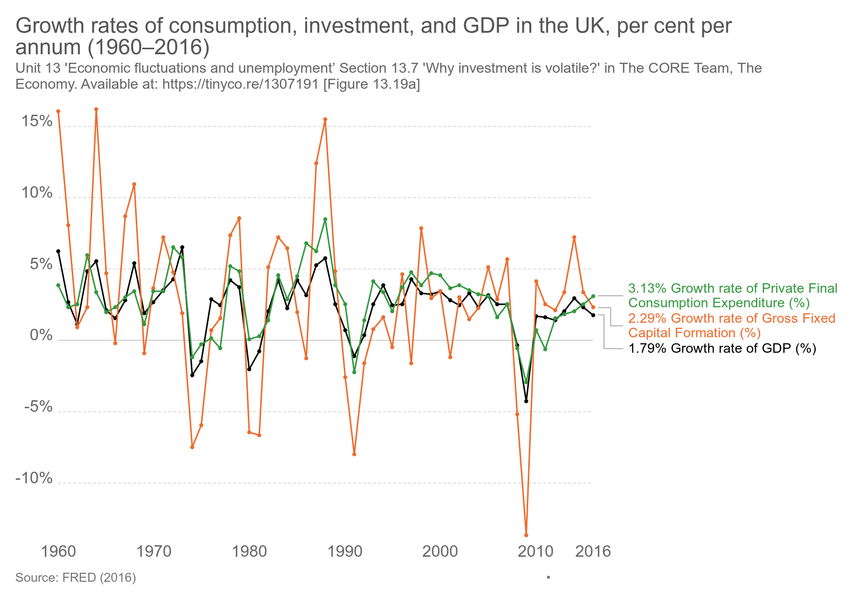 Growth rates of consumption, investment, and GDP in the UK, per cent per
annum (1960–2016)
Unit 13 'Economic fluctuations and unemployment’ Section 13.7 'Why investment is volatile?' in The CORE Team, The
Economy. Available at: https://tinyco.re/1307191 [Figure 13.19a]
15%
10%
5%
0%
-5%
-10%
3.13% Growth rate of Private Final
Consumption Expenditure (%)
2.29% Growth rate of Gross Fixed
Capital Formation (%)
1.79% Growth rate of GDP (%)
1960 1970 1980 1990 2000 2010 2016
Source: FRED (2016)